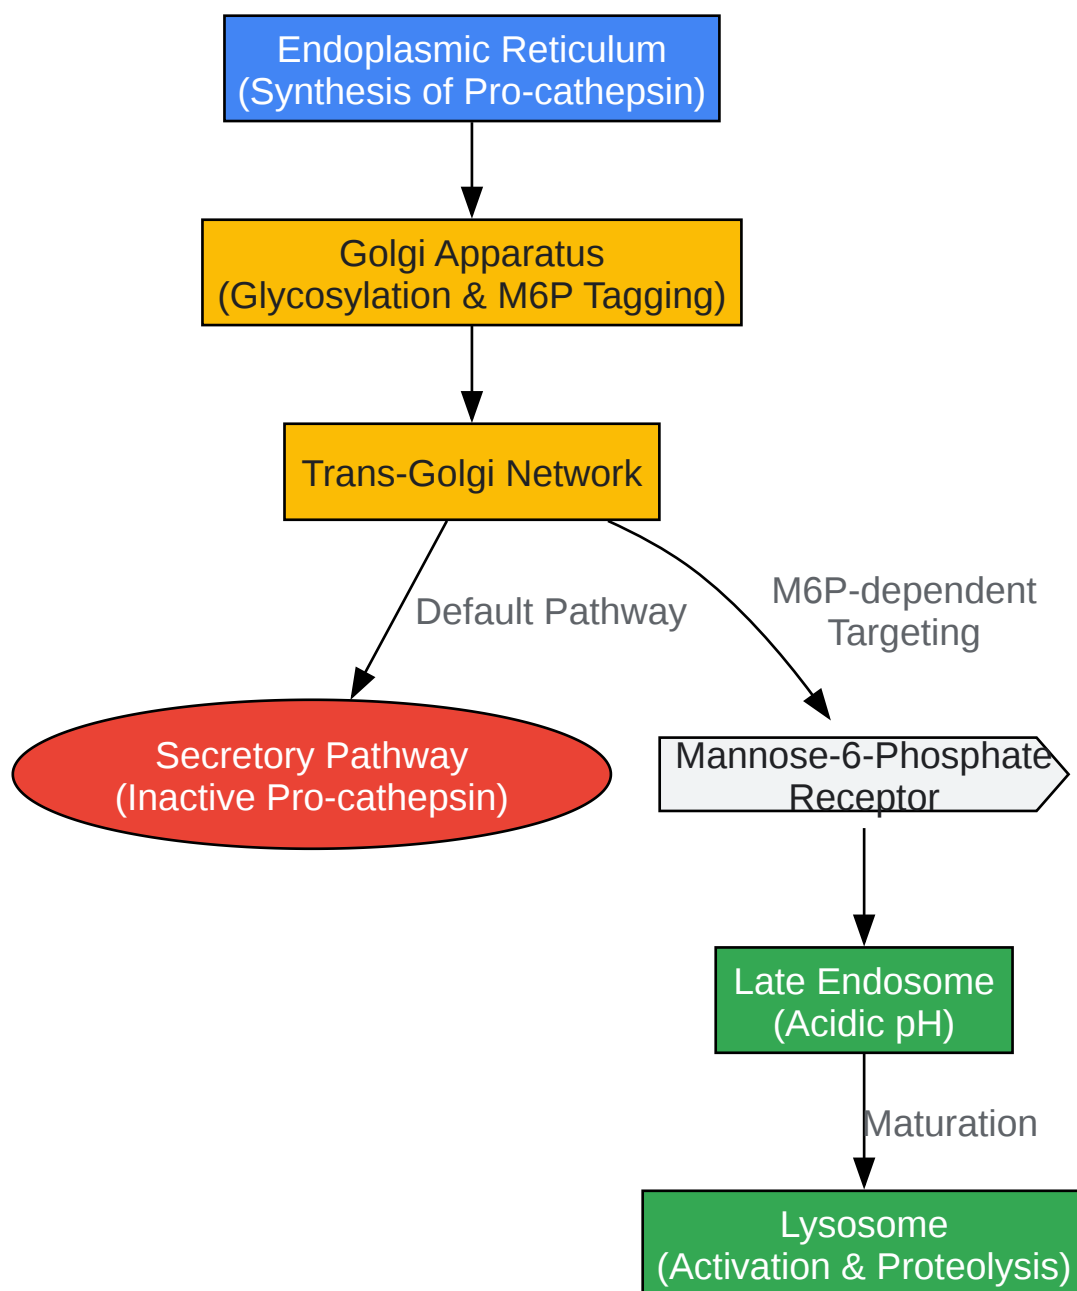 Endoplasmic Reticulum
(Synthesis of Pro-cathepsin)
Golgi Apparatus
(Glycosylation & M6P Tagging)
Trans-Golgi Network
Default Pathway
M6P-dependent
Targeting
Secretory Pathway
(Inactive Pro-cathepsin)
Mannose-6-Phosphate
Receptor
Late Endosome
(Acidic pH)
Maturation
Lysosome
(Activation & Proteolysis)